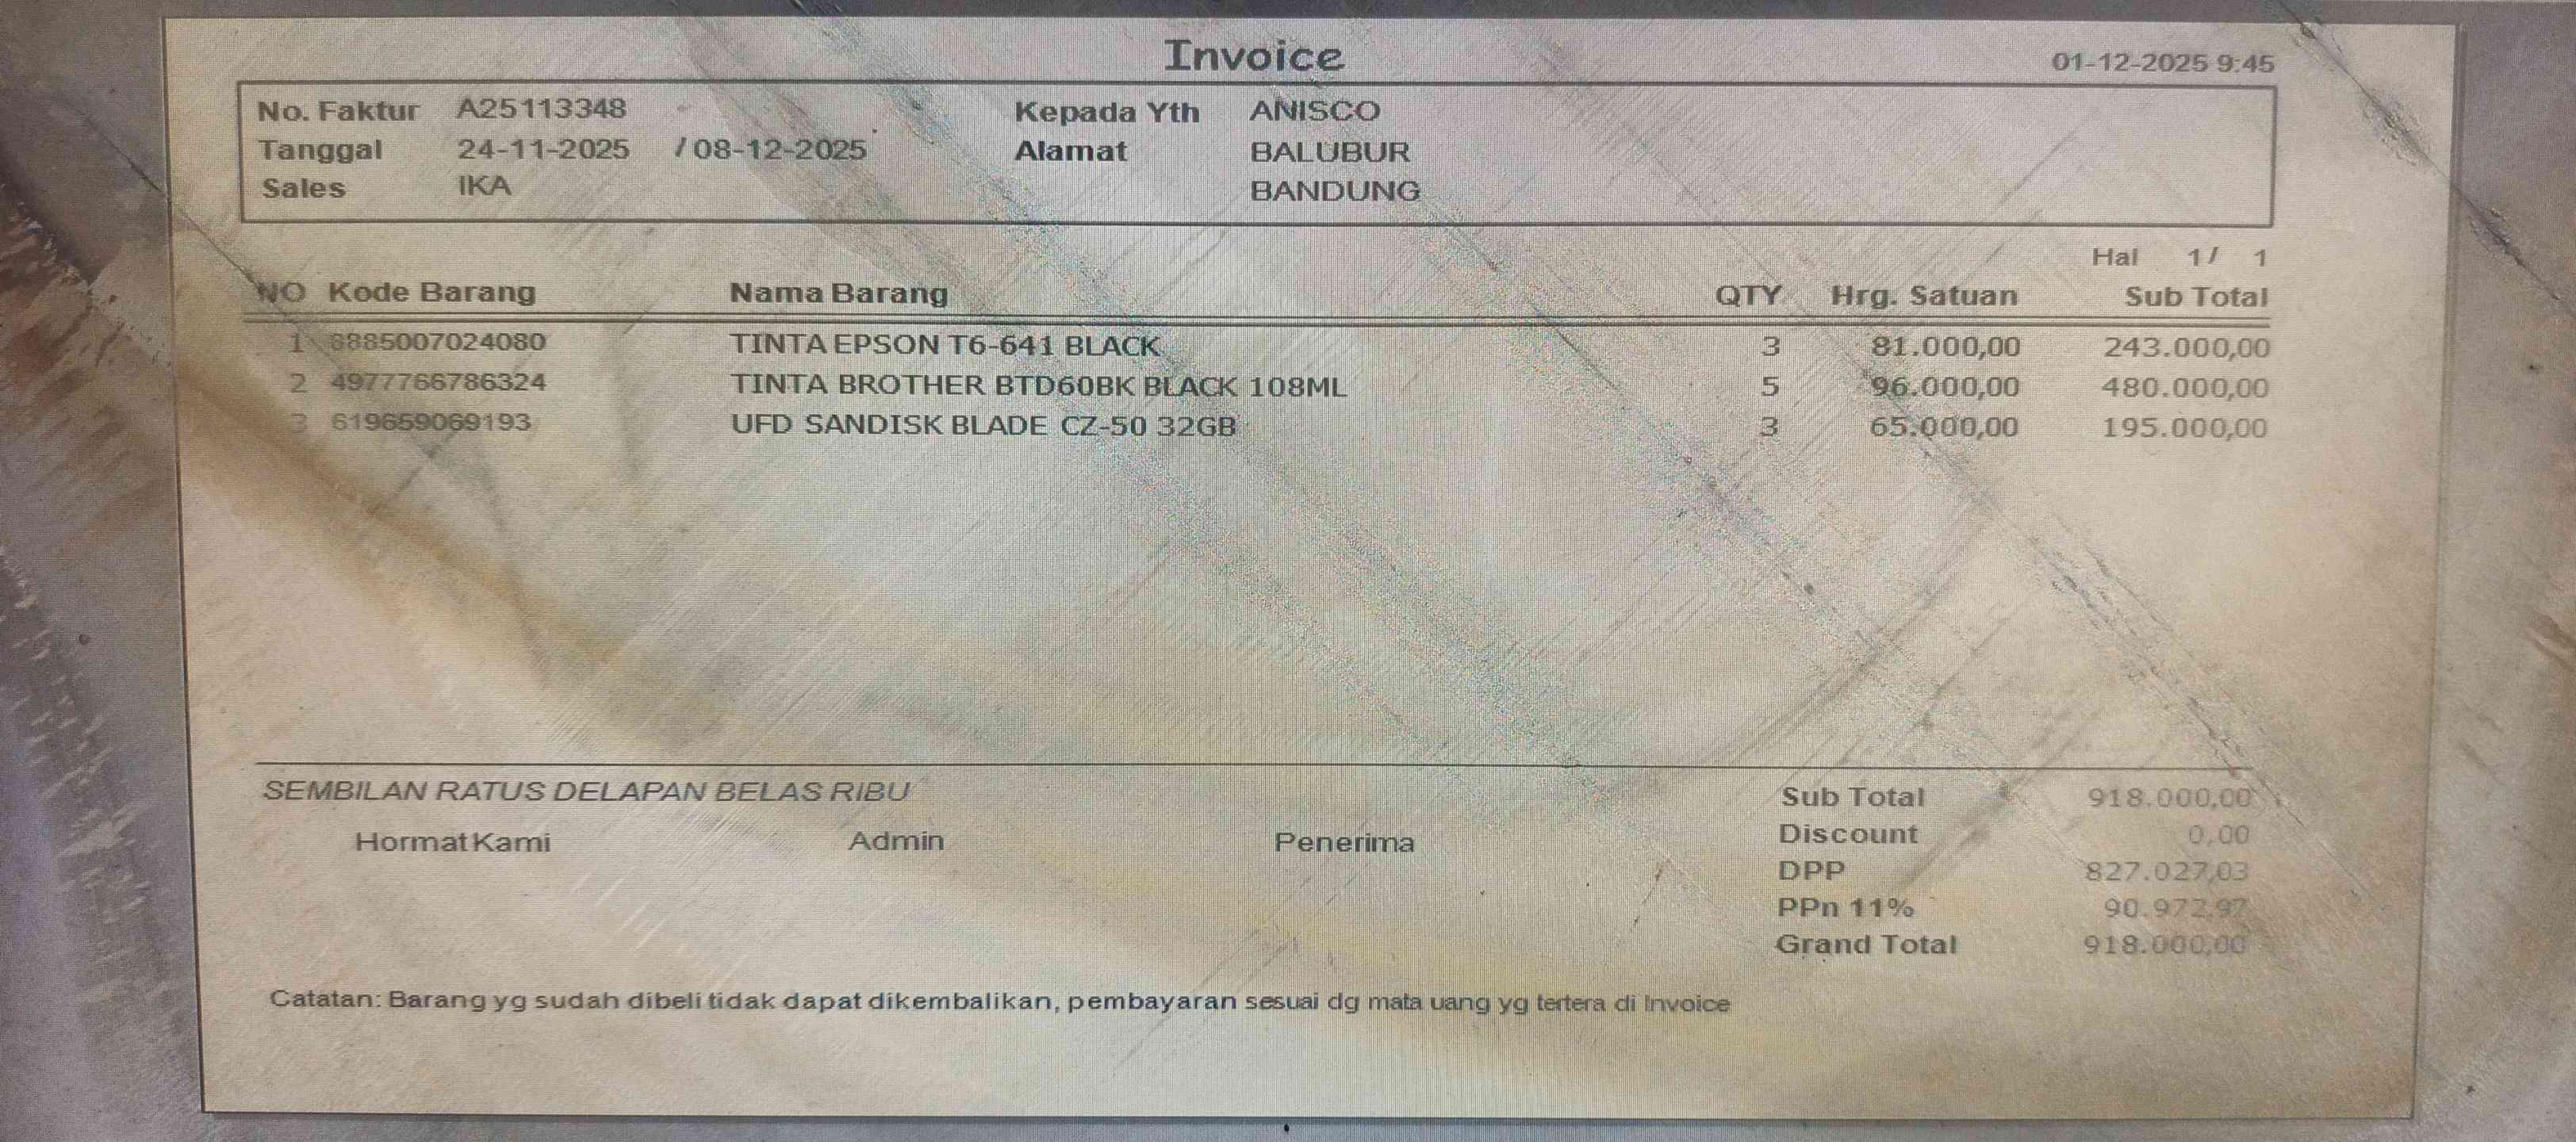 Invoice
01-12-2025 9:45
No. Faktur A25113348 Kepada Yth ANISCO
Tanggal 24-11-2025 / 08-12-2025 Alamat BALUBUR
Sales IKA BANDUNG
Hal 1/ 1
NO Kode Barang Nama Barang QTY Hrg. Satuan Sub Total
1 8885007024080 TINTA EPSON T6-641 BLACK 3 81.000,00 243.000,00
2 4977766786324 TINTA BROTHER BTD60BK BLACK 108ML 5 96.000,00 480.000,00
3 619659069193 UFD SANDISK BLADE CZ-50 32GB 3 65.000,00 195.000,00
SEMBILAN RATUS DELAPAN BELAS RIBU Sub Total 918.000,00
Hormat Kami Admin Penerima Discount 0,00
DPP 827.027,03
PPn 11% 90.972,97
Grand Total 918.000,00
Catatan: Barang yg sudah dibeli tidak dapat dikembalikan, pembayaran sesuai dg mata uang yg tertera di Invoice